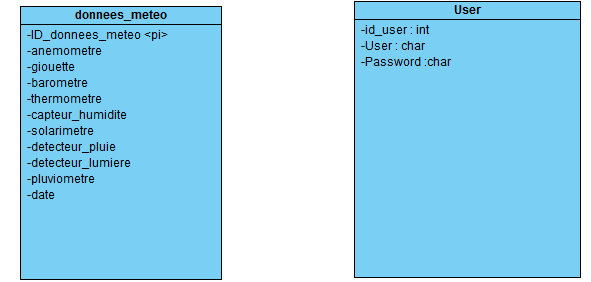 donnees_meteo
-ID_donnees_meteo <pi>
-anemometre
-giouette
-barometre
-thermometre
-capteur_humidite
-solarimetre
-detecteur_pluie
-detecteur_lumiere
-pluviometre
-date
User
-id_user : int
-User : char
-Password :char